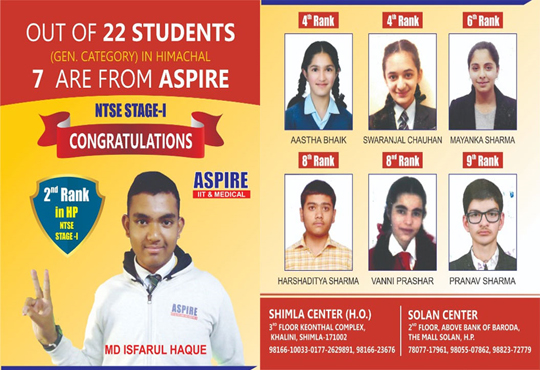 OUT OF 22 STUDENTS
(GEN. CATEGORY) IN HIMACHAL
7 ARE FROM ASPIRE
NTSE STAGE-I
CONGRATULATIONS
2nd Rank
in HP
NTSE
STAGE -I
ASPIRE
IIT & MEDICAL
ASPIRE
MD ISFARUL HAQUE
4th Rank
4th Rank
6th Rank
AASTHA BHAIK
SWARANJAL CHAUHAN
MAYANKA SHARMA
8th Rank
8nd Rank
9th Rank
HARSHADITYA SHARMA
VANNI PRASHAR
PRANAV SHARMA
SHIMLA CENTER (H.O.)
3RD FLOOR KEONTHAL COMPLEX,
KHALINI, SHIMLA-171002
98166-10033-0177-2629891, 98166-23676
SOLAN CENTER
2ND FLOOR, ABOVE BANK OF BARODA,
THE MALL SOLAN, H.P.
78077-17961, 98055-07862, 98823-72779